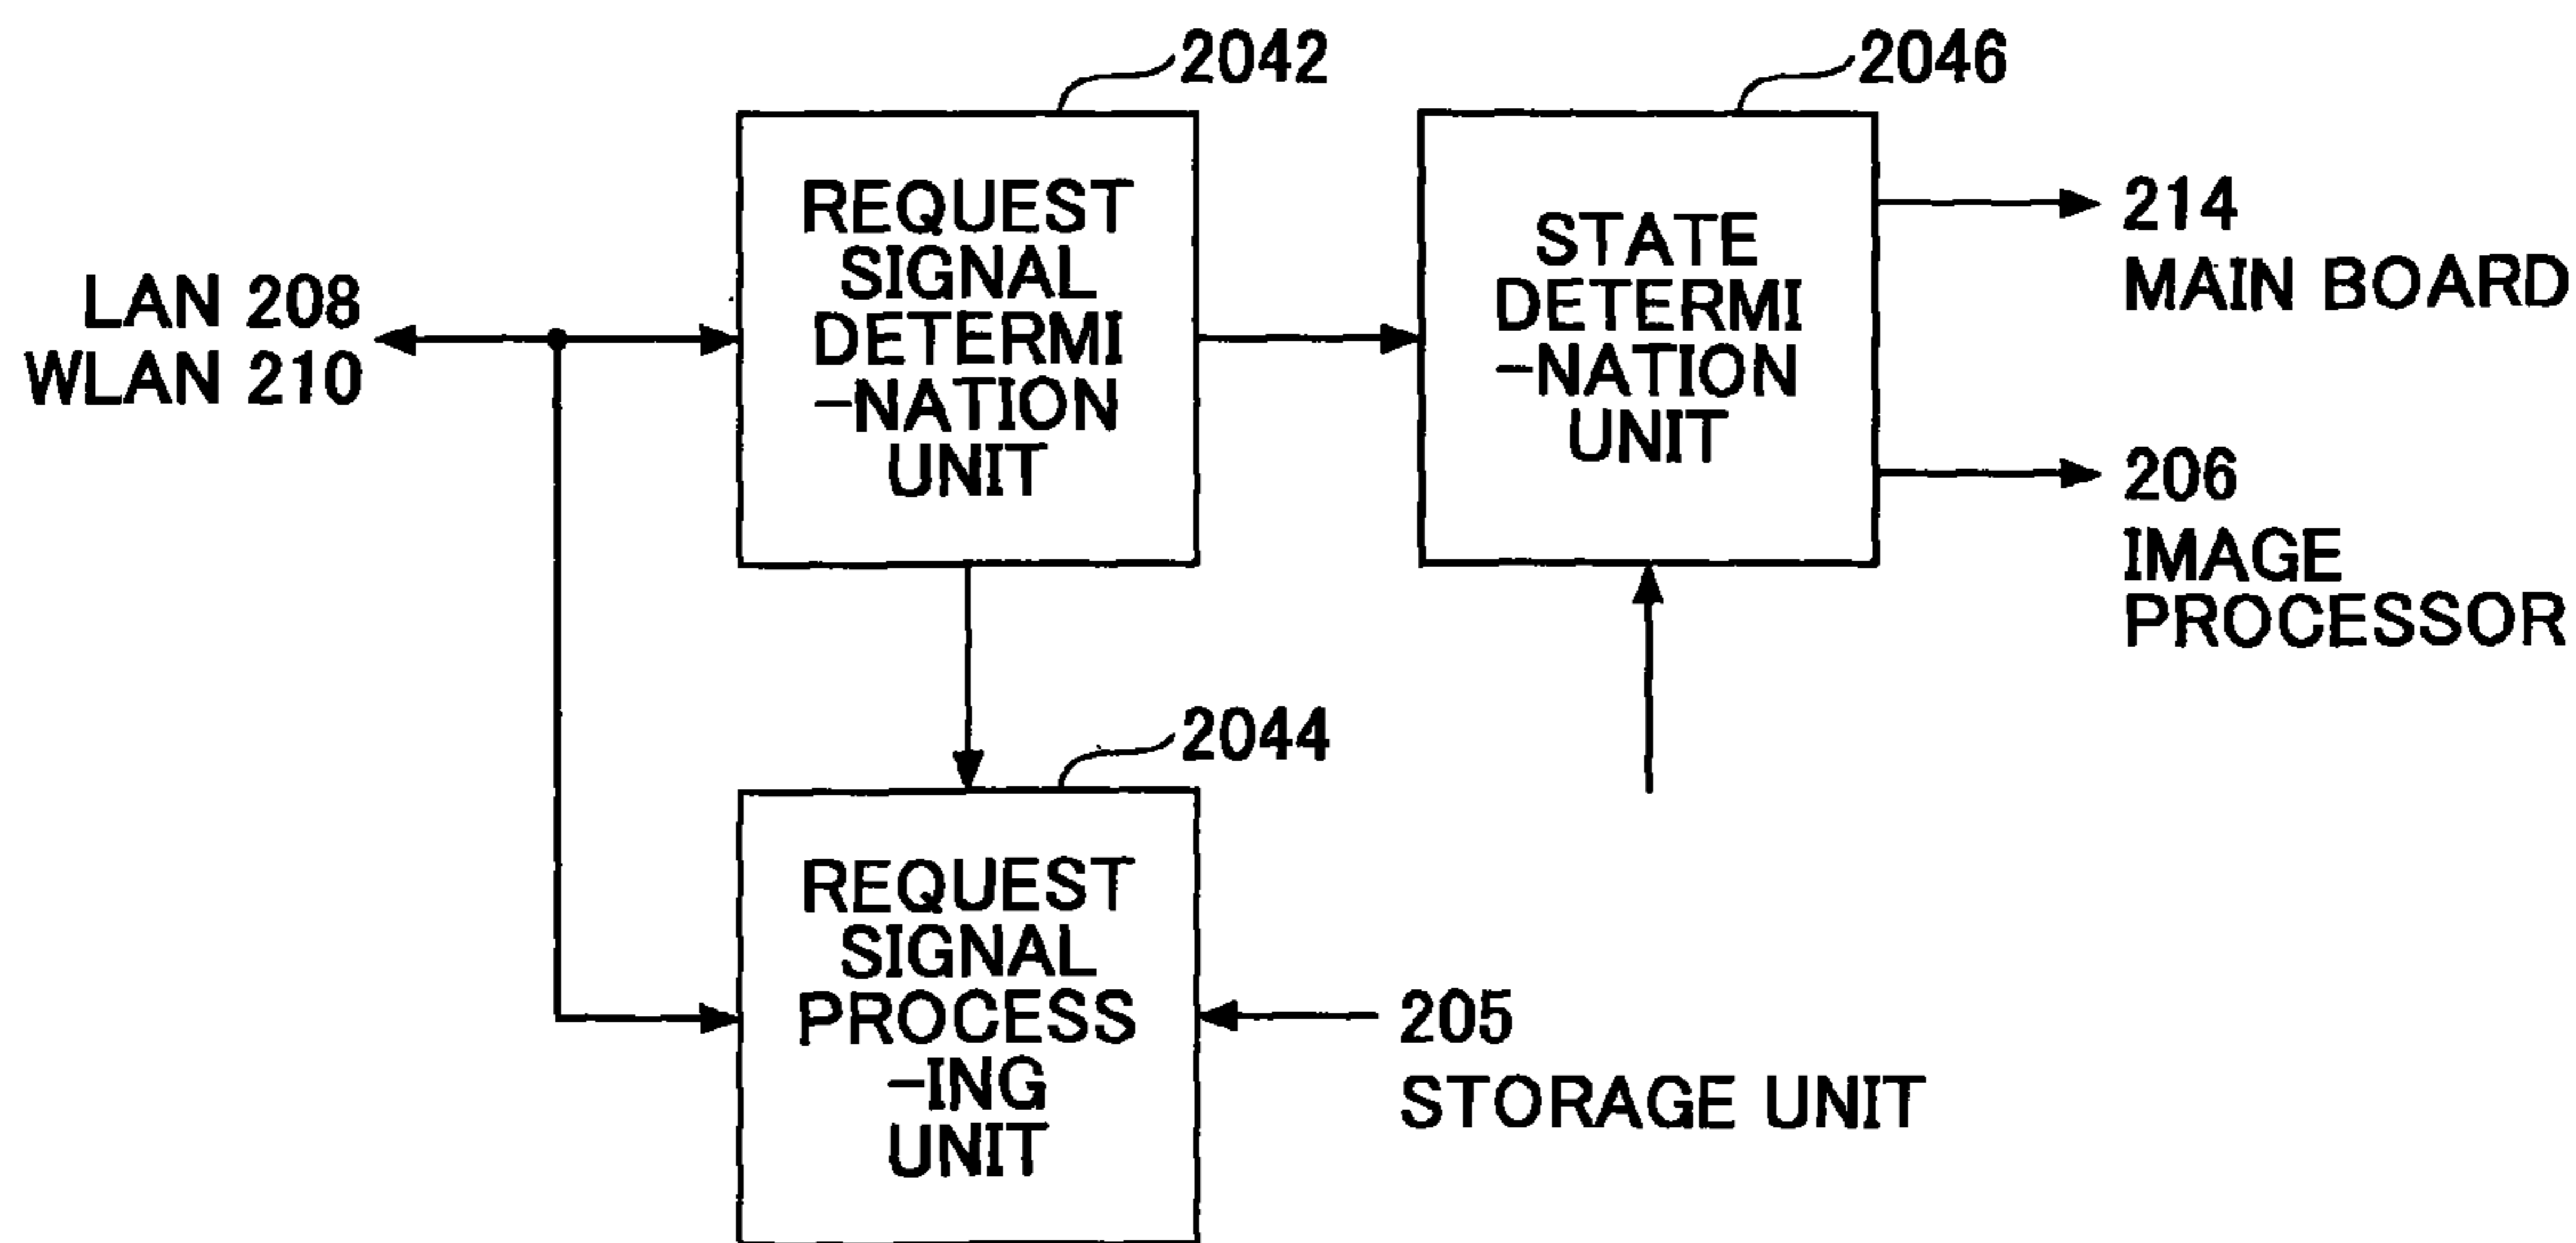 2042
2046
REQUEST
SIGNAL
DETERMI
-NATION
UNIT
STATE
DETERMI
-NATION
UNIT
214
MAIN BOARD
LAN 208
WLAN 210
206
IMAGE
PROCESSOR
2044
REQUEST
SIGNAL
PROCESS
-ING
UNIT
205
STORAGE UNIT